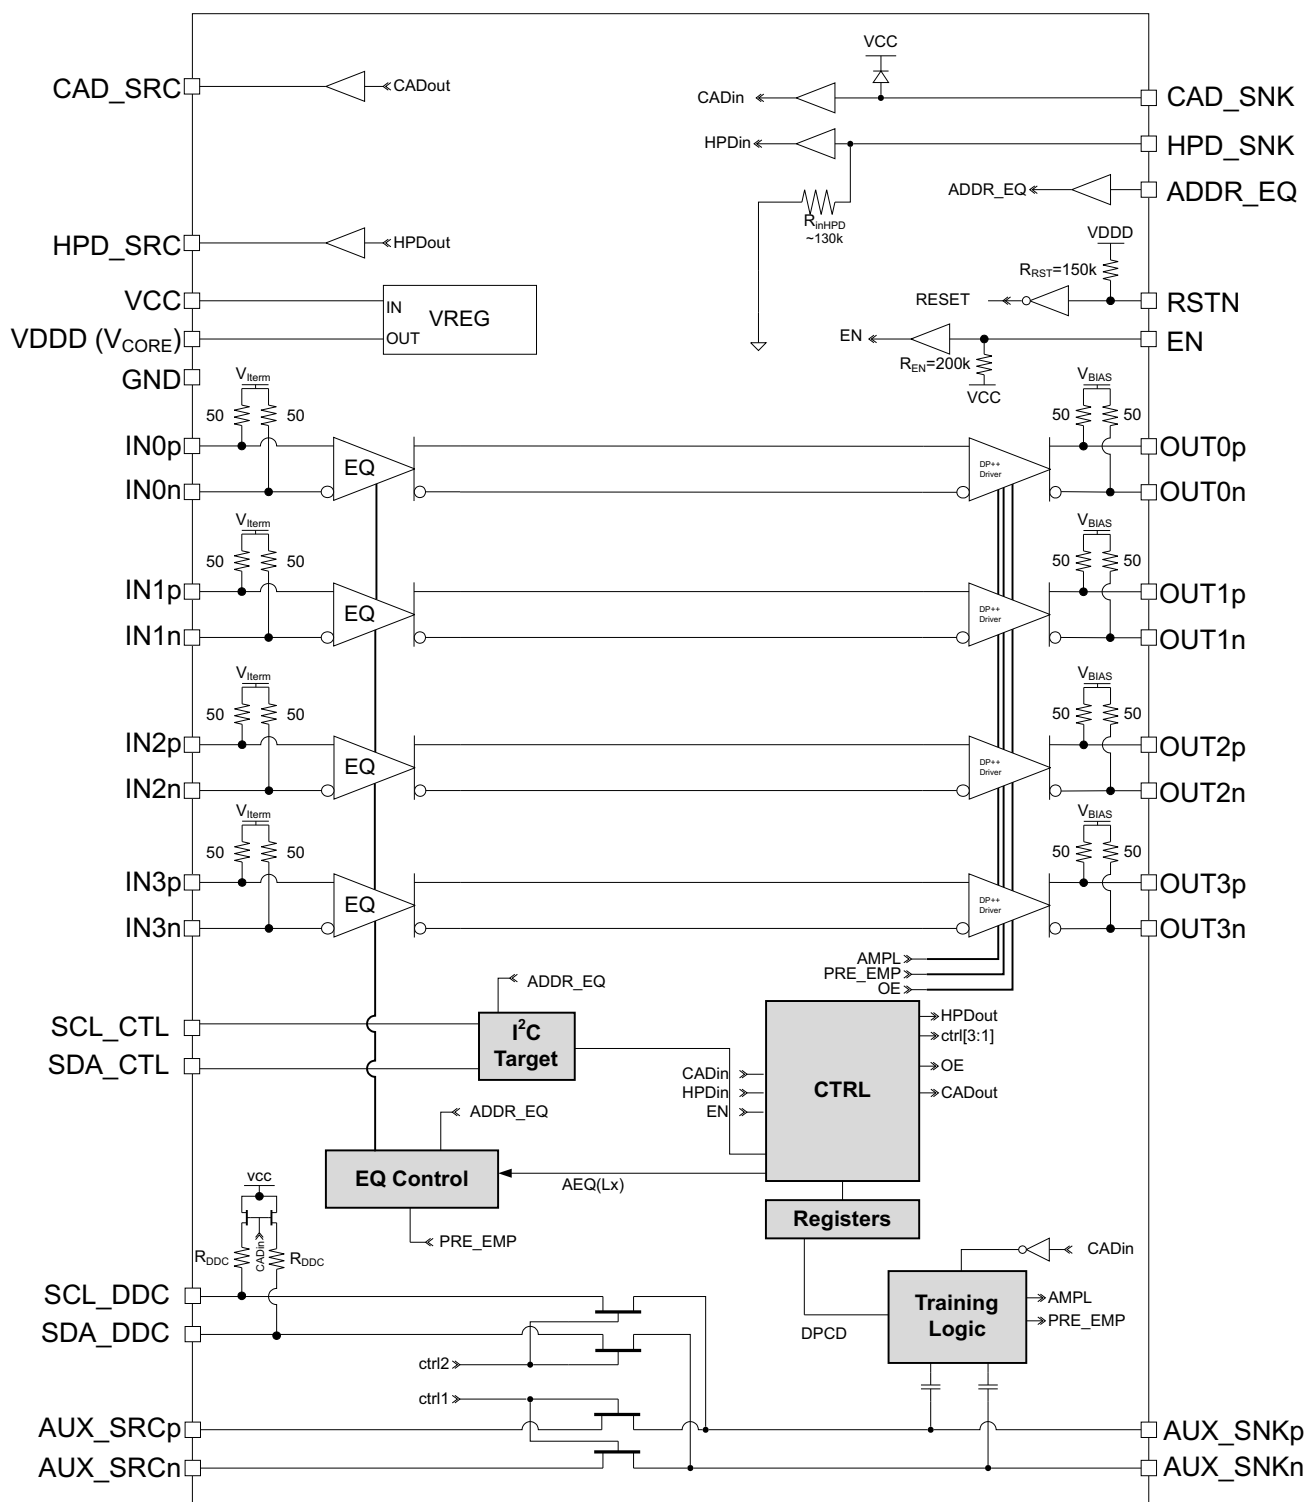 VCC
CAD_SRC
CADout
CADin
CAD_SNK
HPDin
HPD_SNK
ADDR_EQ
ADDR_EQ
RinHPD
~130k
HPD_SRC
HPDout
VDDD
RRST=150k
VCC
IN
VREG
RESET
RSTN
VDDD (VCORE)
OUT
EN
EN
REN=200k
VCC
GND
VIterm
50 50
VBIAS
50 50
IN0p
EQ
DP++
Driver
OUT0p
IN0n
OUT0n
VIterm
50 50
VBIAS
50 50
IN1p
EQ
DP++
Driver
OUT1p
IN1n
OUT1n
VIterm
50 50
VBIAS
50 50
IN2p
EQ
DP++
Driver
OUT2p
IN2n
OUT2n
VIterm
50 50
VBIAS
50 50
IN3p
EQ
DP++
Driver
OUT3p
IN3n
OUT3n
AMPL
PRE_EMP
OE
ADDR_EQ
SCL_CTL
SDA_CTL
I2C
Target
CADin
HPDin
EN
CTRL
HPDout
ctrl[3:1]
OE
CADout
ADDR_EQ
EQ Control
AEQ(Lx)
PRE_EMP
Registers
vcc
RDDC
CADin
RDDC
CADin
SCL_DDC
SDA_DDC
Training
Logic
AMPL
PRE_EMP
DPCD
ctrl2
ctrl1
AUX_SRCp
AUX_SNKp
AUX_SRCn
AUX_SNKn